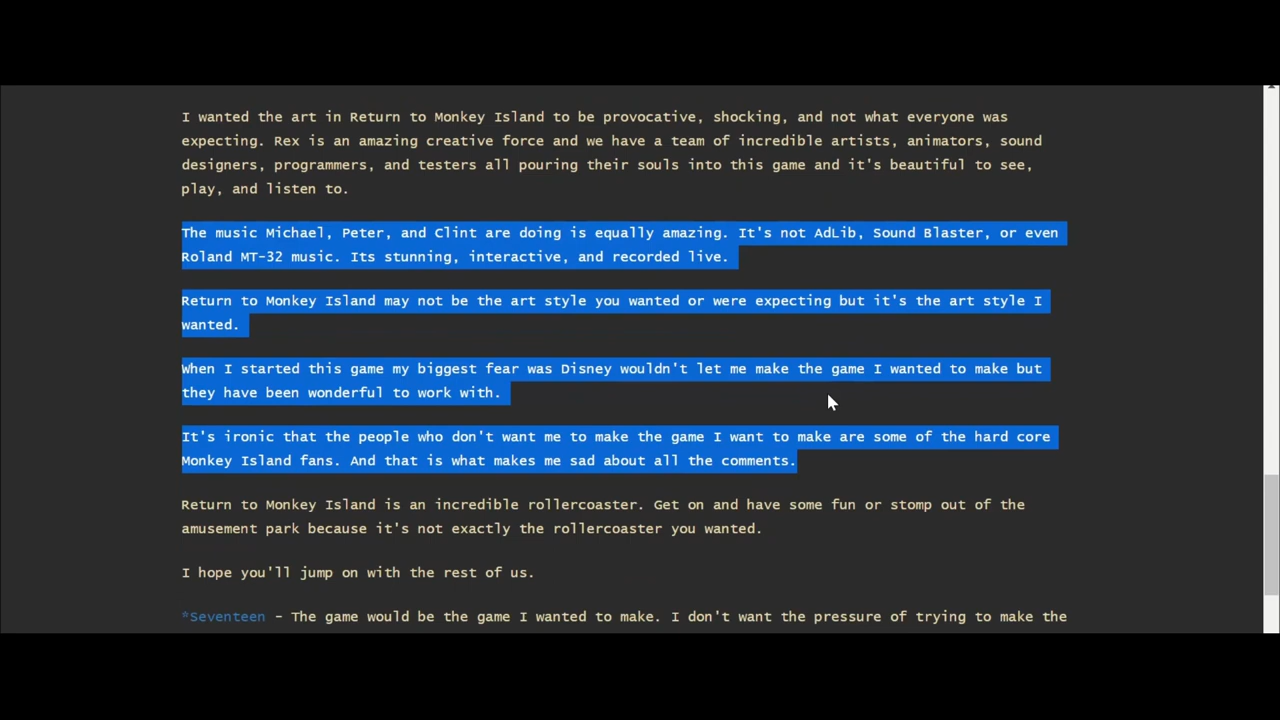 I wanted the art in Return to Monkey Island to be provocative, shocking, and not what everyone was
expecting. Rex is an amazing creative force and we have a team of incredible artists, animators, sound
designers, programmers, and testers all pouring their souls into this game and it's beautiful to see,
play, and listen to.
The music Michael, Peter, and Clint are doing is equally amazing. It's not AdLib, Sound Blaster, or even
Roland MT-32 music. Its stunning, interactive, and recorded live.
Return to Monkey Island may not be the art style you wanted or were expecting but it's the art style I
wanted.
When I started this game my biggest fear was Disney wouldn't let me make the game I wanted to make but
they have been wonderful to work with.
It's ironic that the people who don't want me to make the game I want to make are some of the hard core
Monkey Island fans. And that is what makes me sad about all the comments.
Return to Monkey Island is an incredible rollercoaster. Get on and have some fun or stomp out of the
amusement park because it's not exactly the rollercoaster you wanted.
I hope you'll jump on with the rest of us.
*Seventeen - The game would be the game I wanted to make. I don't want the pressure of trying to make the